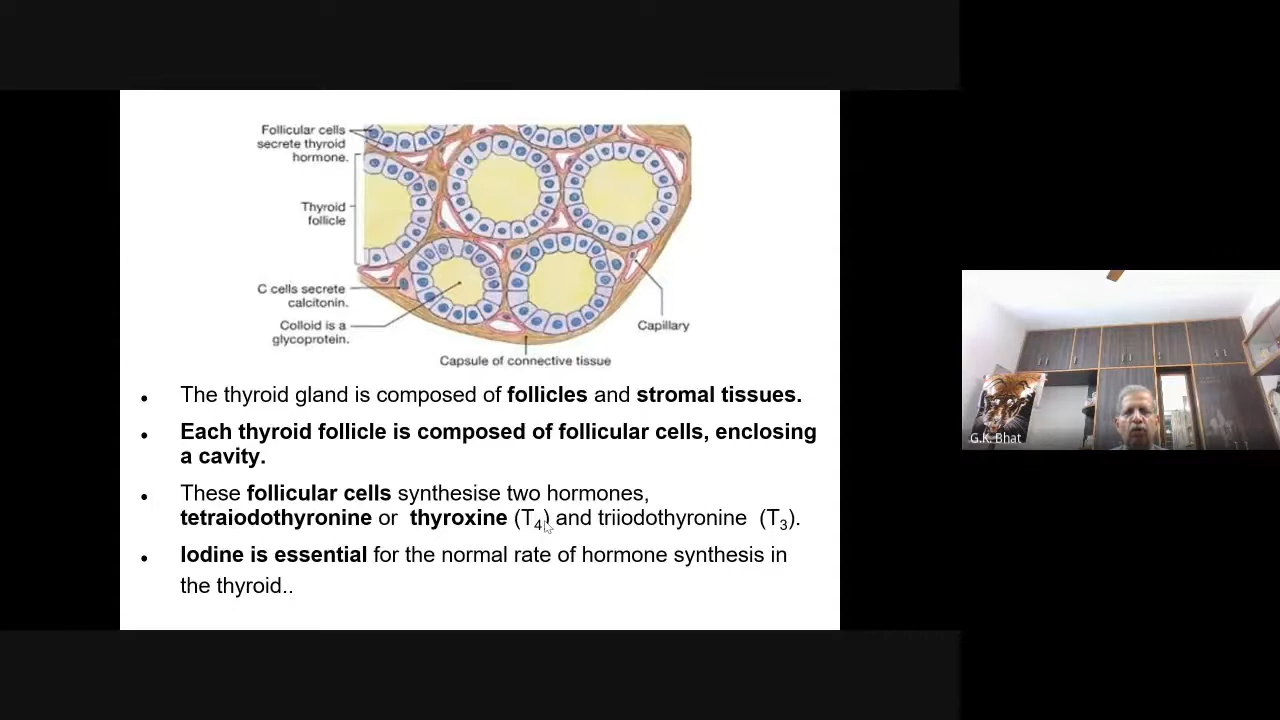 Follicular cells
secrete thyroid
hormone.
Thyroid
follicle
C cells secrete
calcitonin.
Colloid is a
glycoprotein.
Capillary
Capsule of connective tissue
• The thyroid gland is composed of follicles and stromal tissues.
• Each thyroid follicle is composed of follicular cells, enclosing
a cavity.
• These follicular cells synthesise two hormones,
tetraiodothyronine or thyroxine (T4) and triiodothyronine (T3).
• Iodine is essential for the normal rate of hormone synthesis in
the thyroid..
G.K. Bhat